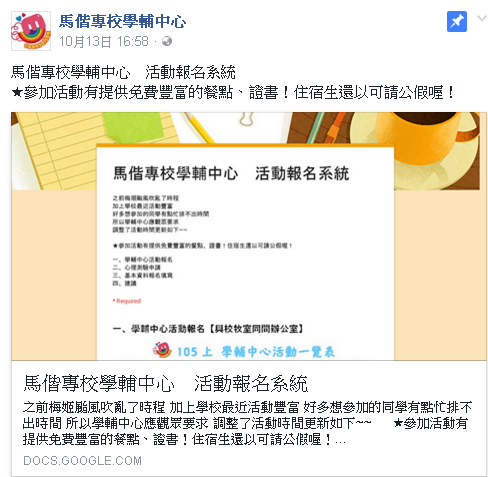 馬偕專校學輔中心
10月13日 16:58
馬偕專校學輔中心　活動報名系統
★參加活動有提供免費豐富的餐點、證書！住宿生還以可請公假喔！
馬偕專校學輔中心　活動報名系統
之前梅姬颱風吹亂了時程
加上學校最近活動豐富
好多想參加的同學有點忙排不出時間
所以學輔中心應觀眾要求
調整了活動時間更新如下~~
★參加活動有提供免費豐富的餐點、證書！住宿生還以可請公假喔！
一、學輔中心活動報名
二、心理測驗申請
三、基本資料報名填寫
四、建議
* Required
一、學輔中心活動報名【與校牧室同間辦公室】
105上 學輔中心活動一覽表
馬偕專校學輔中心　活動報名系統
之前梅姬颱風吹亂了時程 加上學校最近活動豐富 好多想參加的同學有點忙排不
出時間 所以學輔中心應觀眾要求 調整了活動時間更新如下~~　★參加活動有
提供免費豐富的餐點、證書！住宿生還以可請公假喔！...
DOCS.GOOGLE.COM